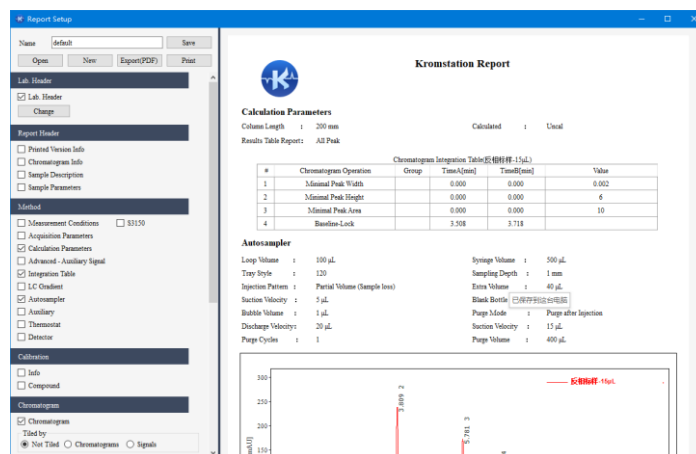 Report Setup
Name default Save
Open New Export(PDF) Print
Lab. Header
Lab. Header
Change
Report Header
Printed Version Info
Chromatogram Info
Sample Description
Sample Parameters
Method
Measurement Conditions S3150
Acquisition Parameters
Calculation Parameters
Advanced - Auxiliary Signal
Integration Table
LC Gradient
Autosampler
Auxiliary
Thermostat
Detector
Calibration
Info
Compound
Chromatogram
Chromatogram
Tiled by
Not Tiled Chromatograms Signals
K
Kromstation Report
Calculation Parameters
Column Length : 200 mm Calculated : Uncal
Results Table Report: All Peak
Chromatogram Integration Table(反相标样-15μL)
# Chromatogram Operation Group TimeA[min] TimeB[min] Value
1 Minimal Peak Width 0.000 0.000 0.002
2 Minimal Peak Height 0.000 0.000 6
3 Minimal Peak Area 0.000 0.000 10
4 Baseline-Lock 3.508 3.718
Autosampler
Loop Volume : 100 μL Syringe Volume : 500 μL
Tray Style : 120 Sampling Depth : 1 mm
Injection Pattern : Partial Volume (Sample loss) Extra Volume : 40 μL
Suction Velocity : 5 μL Blank Bottle 已保存到这台电脑
Bubble Volume : 1 μL Purge Mode : Purge after Injection
Discharge Velocity: 20 μL Suction Velocity : 15 μL
Purge Cycles : 1 Purge Volume : 400 μL
300
250
200
150
mAU]
3.889 2
5.781 3
反相标样-15μL